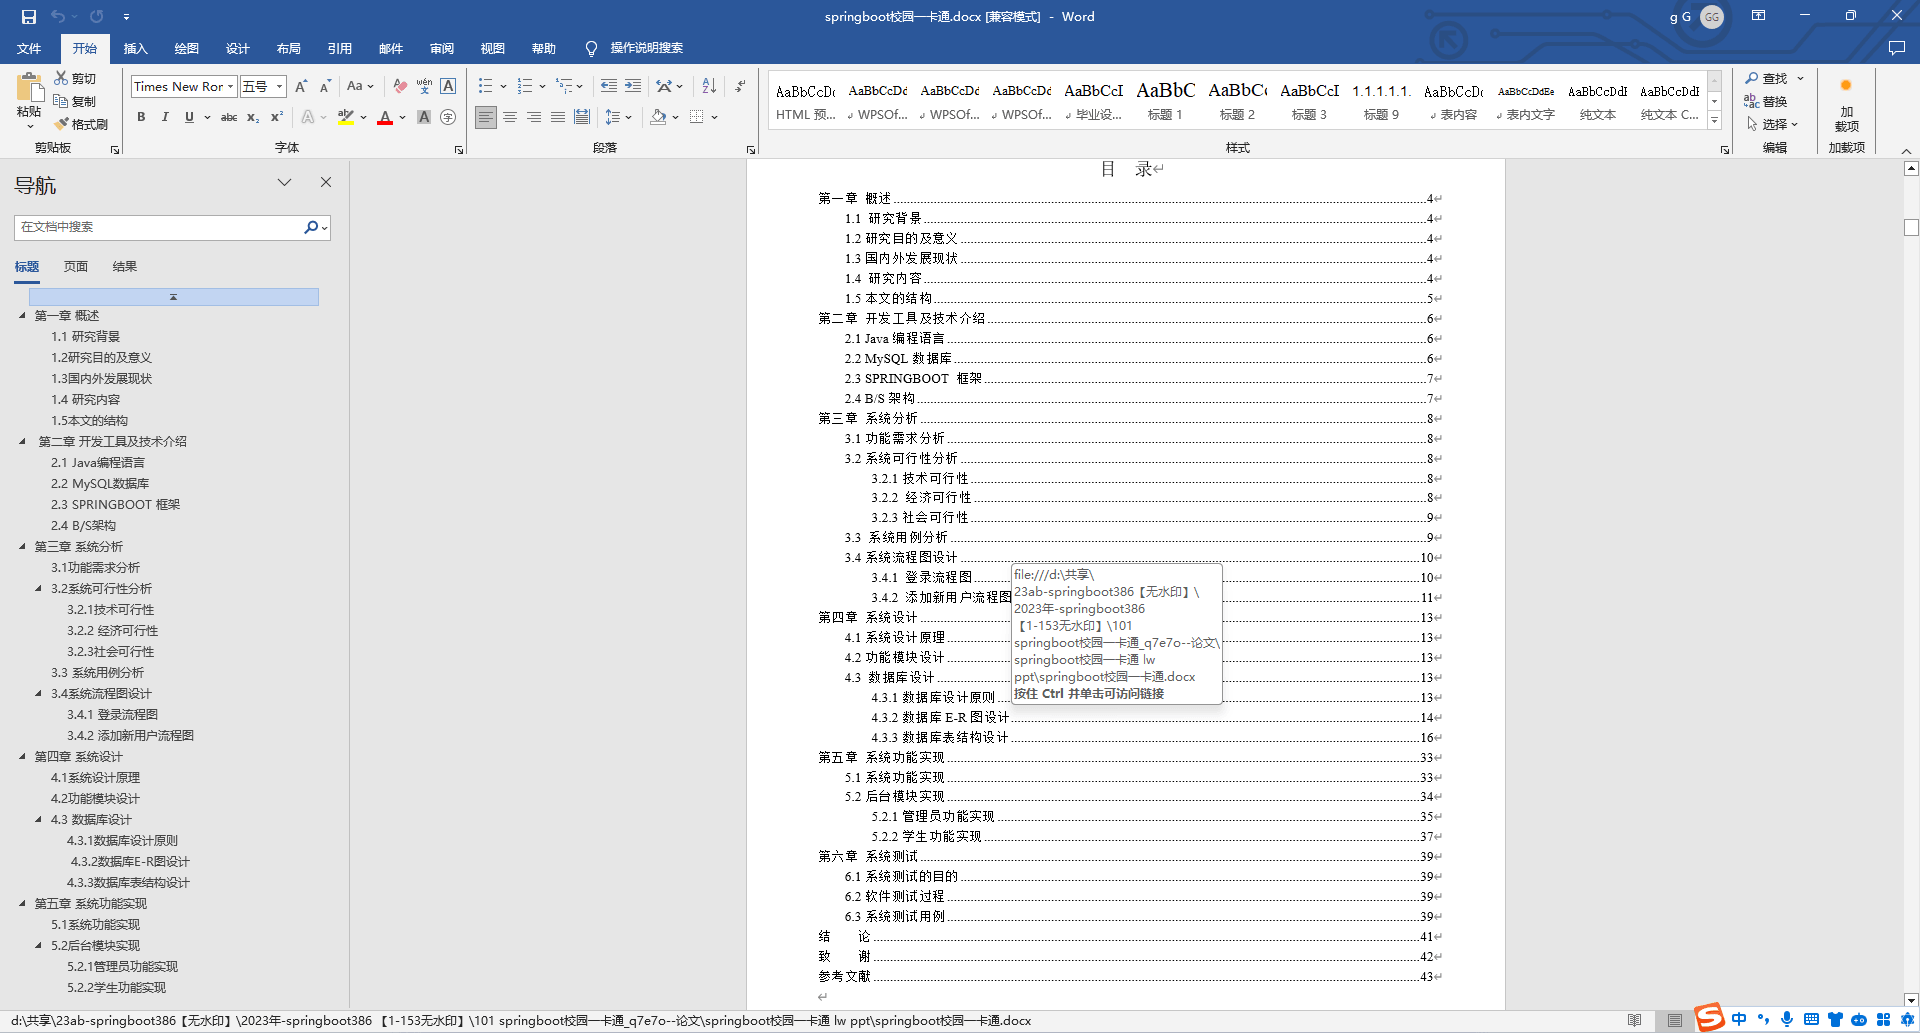 springboot校园一卡通.docx [兼容模式] - Word
g G
GG
文件 开始 插入 绘图 设计 布局 引用 邮件 审阅 视图 帮助 操作说明搜索
粘贴
剪切
复制
格式刷
剪贴板
Times New Ror 五号
字体
段落
AaBbCcDc HTML 预...
AaBbCcDd WPSOf...
AaBbCcDd WPSOf...
AaBbCcDd WPSOf...
AaBbCcI 毕业设...
AaBbC 标题 1
AaBbC 标题 2
AaBbCcI 标题 3
1.1.1.1.1. 标题 9
AaBbCcDc 表内容
AaBbCcDdEe 表内文字
AaBbCcDdI 纯文本
AaBbCcDdI 纯文本 C...
样式
查找
替换
选择
编辑
加
载项
加载项
导航
在文档中搜索
标题 页面 结果
第一章 概述
1.1 研究背景
1.2研究目的及意义
1.3国内外发展现状
1.4 研究内容
1.5本文的结构
第二章 开发工具及技术介绍
2.1 Java编程语言
2.2 MySQL数据库
2.3 SPRINGBOOT 框架
2.4 B/S架构
第三章 系统分析
3.1功能需求分析
3.2系统可行性分析
3.2.1技术可行性
3.2.2 经济可行性
3.2.3社会可行性
3.3 系统用例分析
3.4系统流程图设计
3.4.1 登录流程图
3.4.2 添加新用户流程图
第四章 系统设计
4.1系统设计原理
4.2功能模块设计
4.3 数据库设计
4.3.1数据库设计原则
4.3.2数据库E-R图设计
4.3.3数据库表结构设计
第五章 系统功能实现
5.1系统功能实现
5.2后台模块实现
5.2.1管理员功能实现
5.2.2学生功能实现
目 录
第一章 概述 4
1.1 研究背景 4
1.2 研究目的及意义 4
1.3 国内外发展现状 4
1.4 研究内容 4
1.5 本文的结构 5
第二章 开发工具及技术介绍 6
2.1 Java 编程语言 6
2.2 MySQL 数据库 6
2.3 SPRINGBOOT 框架 7
2.4 B/S 架构 7
第三章 系统分析 8
3.1 功能需求分析 8
3.2 系统可行性分析 8
3.2.1 技术可行性 8
3.2.2 经济可行性 8
3.2.3 社会可行性 9
3.3 系统用例分析 9
3.4 系统流程图设计 10
3.4.1 登录流程图 10
3.4.2 添加新用户流程图 11
第四章 系统设计 13
4.1 系统设计原理 13
4.2 功能模块设计 13
4.3 数据库设计 13
4.3.1 数据库设计原则 13
4.3.2 数据库 E-R 图设计 14
4.3.3 数据库表结构设计 16
第五章 系统功能实现 33
5.1 系统功能实现 33
5.2 后台模块实现 34
5.2.1 管理员功能实现 35
5.2.2 学生功能实现 37
第六章 系统测试 39
6.1 系统测试的目的 39
6.2 软件测试过程 39
6.3 系统测试用例 39
结 论 41
致 谢 42
参考文献 43
file:///d:\共享\
23ab-springboot386【无水印】\
2023年-springboot386
【1-153无水印】\101
springboot校园一卡通_q7e7o--论文\
springboot校园一卡通 lw
ppt\springboot校园一卡通.docx
按住 Ctrl 并单击可访问链接
d:\共享\23ab-springboot386【无水印】\2023年-springboot386 【1-153无水印】\101 springboot校园一卡通_q7e7o--论文\springboot校园一卡通 lw ppt\springboot校园一卡通.docx
中